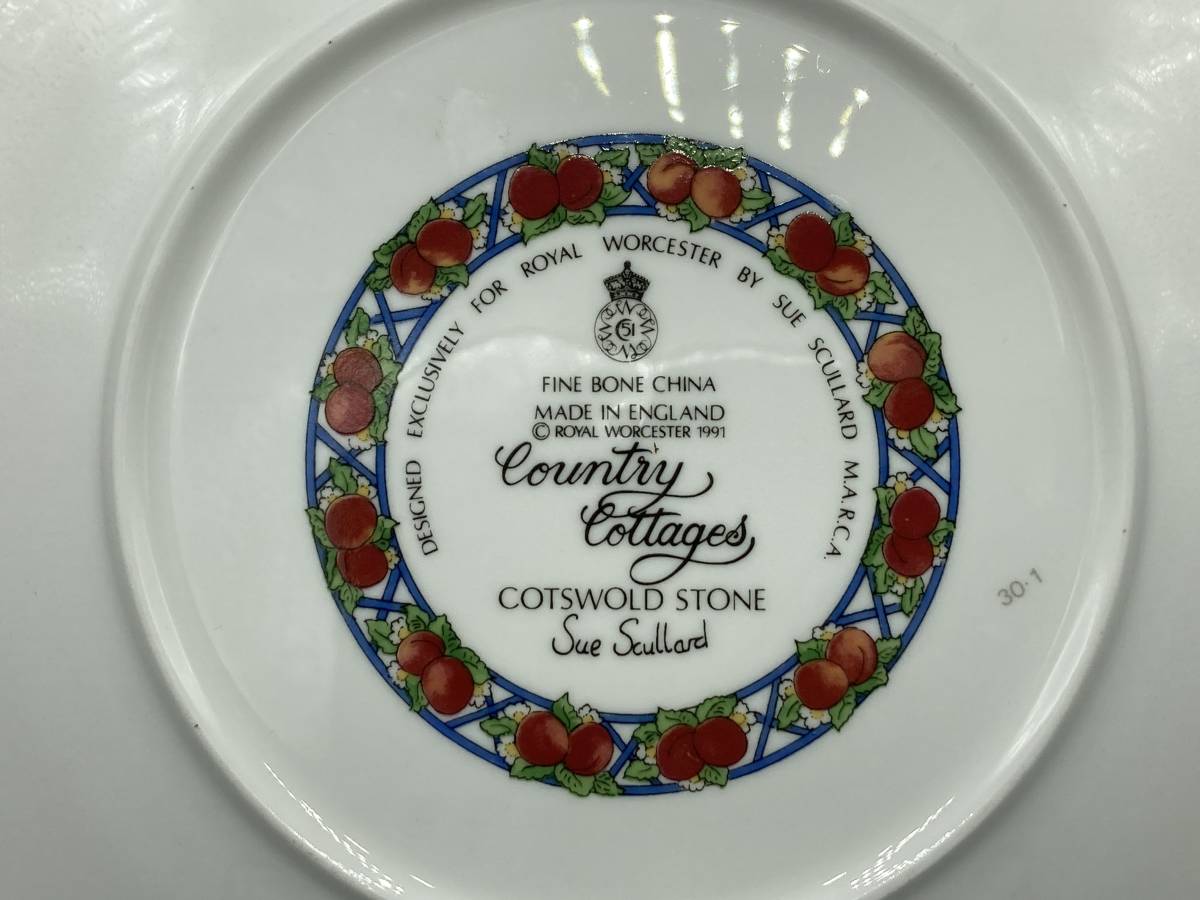 DESIGNED EXCLUSIVELY FOR ROYAL WORCESTER BY SUE SCULLARD M.A.R.C.A.
51
FINE BONE CHINA
MADE IN ENGLAND
© ROYAL WORCESTER 1991
Country
Cottages
COTSWOLD STONE
Sue Scullard
30·1